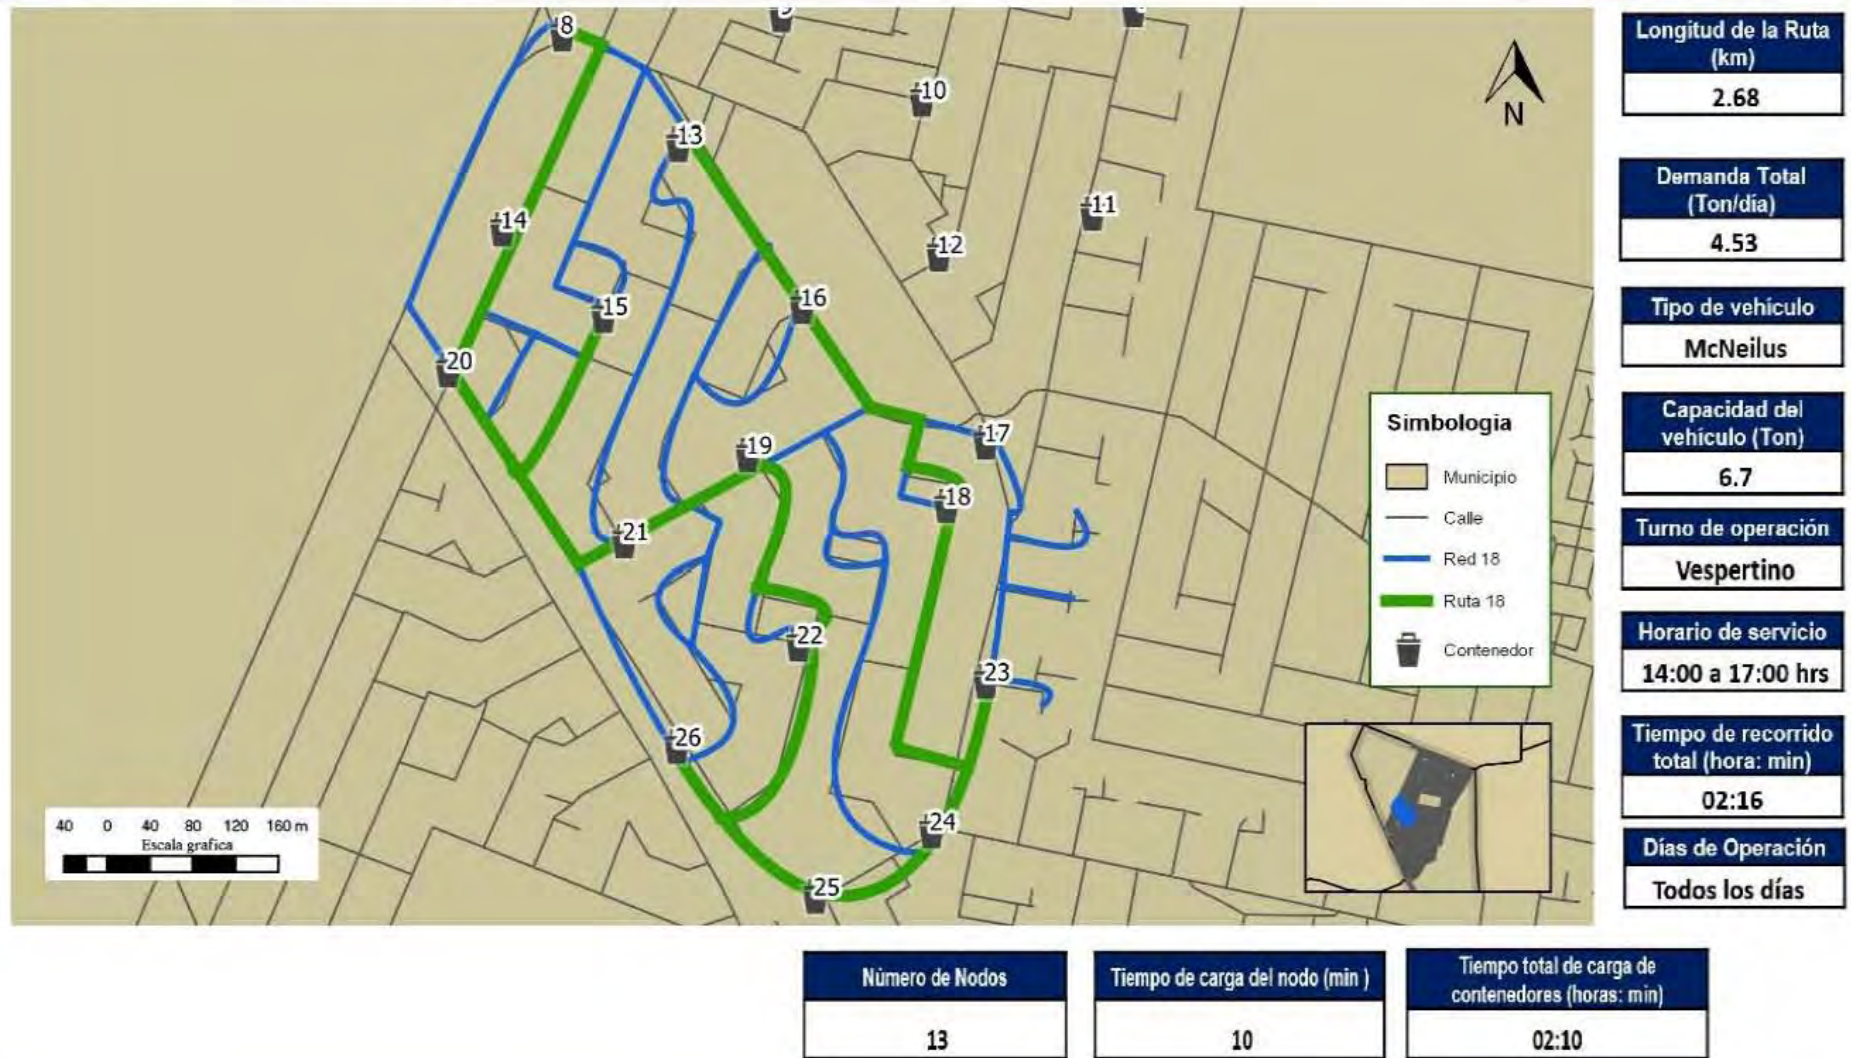 8
10
13
11
14
12
16
15
20
17
19
18
21
22
23
26
24
25
N
40 0 40 80 120 160 m
Escala grafica
Simbología
Municipio
Calle
Red 18
Ruta 18
Contenedor
Longitud de la Ruta
(km)
2.68
Demanda Total
(Ton/día)
4.53
Tipo de vehículo
McNeilus
Capacidad del
vehículo (Ton)
6.7
Turno de operación
Vespertino
Horario de servicio
14:00 a 17:00 hrs
Tiempo de recorrido
total (hora: min)
02:16
Días de Operación
Todos los días
Número de Nodos
13
Tiempo de carga del nodo (min )
10
Tiempo total de carga de
contenedores (horas: min)
02:10